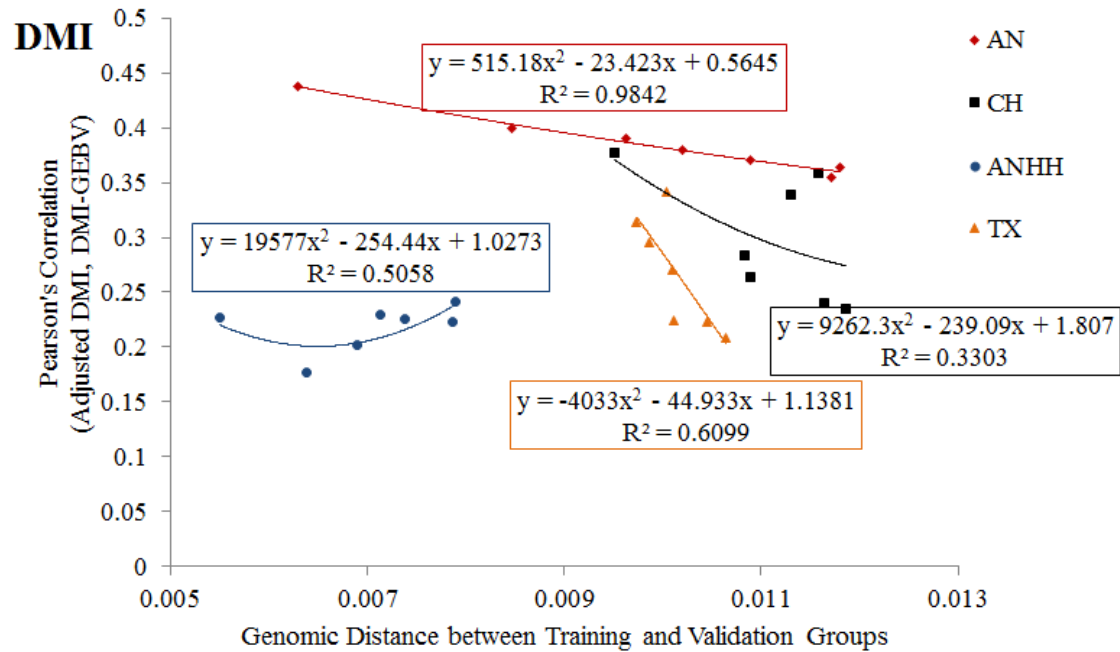 DMI
Pearson's Correlation
(Adjusted DMI, DMI-GEBV)
0.5
0.45
0.4
0.35
0.3
0.25
0.2
0.15
0.1
0.05
0
y = 515.18x² - 23.423x + 0.5645
R² = 0.9842
y = 19577x² - 254.44x + 1.0273
R² = 0.5058
y = 9262.3x² - 239.09x + 1.807
R² = 0.3303
y = -4033x² - 44.933x + 1.1381
R² = 0.6099
AN
CH
ANHH
TX
0.005
0.007
0.009
0.011
0.013
Genomic Distance between Training and Validation Groups